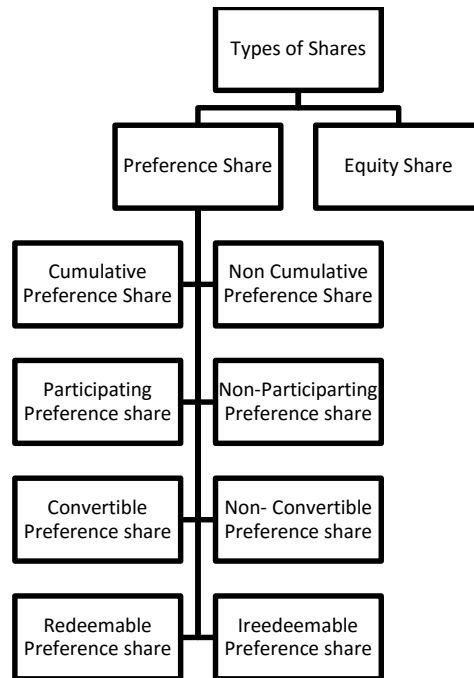 Types of Shares
Preference Share
Equity Share
Cumulative
Preference Share
Non Cumulative
Preference Share
Participating
Preference share
Non-Participarting
Preference share
Convertible
Preference share
Non- Convertible
Preference share
Redeemable
Preference share
Ireedeemable
Preference share